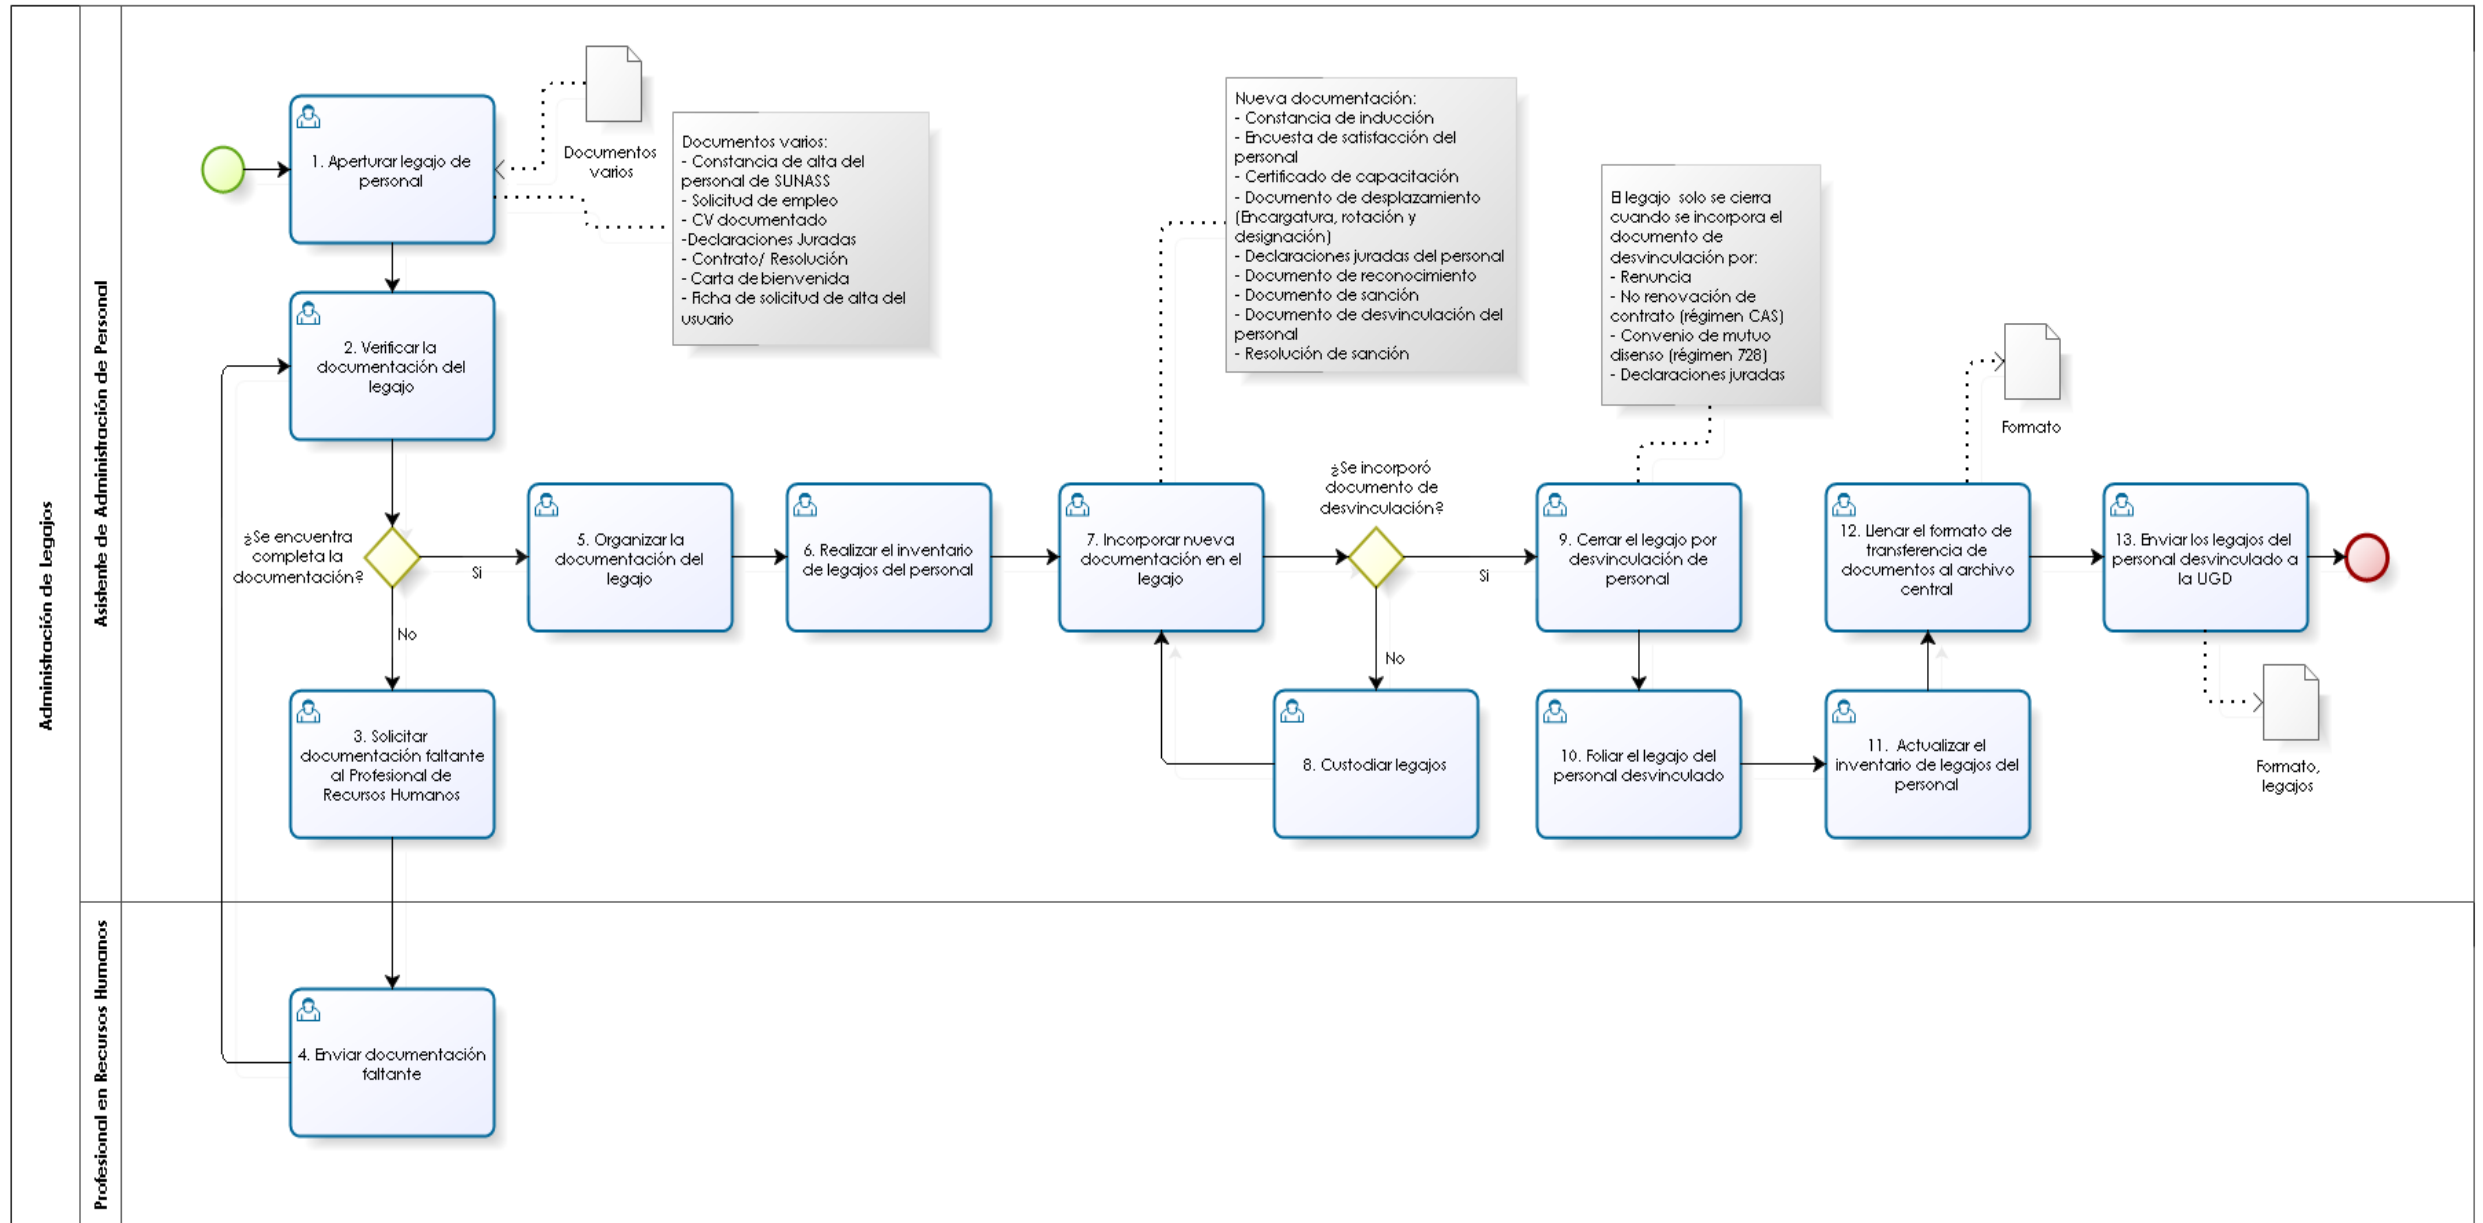 Administración de Legajos
Asistente de Administración de Personal
Profesional en Recursos Humanos
1. Aperturar legajo de
personal
Documentos
varios
Documentos varios:
- Constancia de alta del
personal de SUNASS
- Solicitud de empleo
- CV documentado
-Declaraciones Juradas
- Contrato/ Resolución
- Carta de bienvenida
- Ficha de solicitud de alta del
usuario
2. Verificar la
documentación del
legajo
¿Se encuentra
completa la
documentación?
Si
No
3. Solicitar
documentación faltante
al Profesional de
Recursos Humanos
4. Enviar documentación
faltante
5. Organizar la
documentación del
legajo
6. Realizar el inventario
de legajos del personal
7. Incorporar nueva
documentación en el
legajo
Nueva documentación:
- Constancia de inducción
- Encuesta de satisfacción del
personal
- Certificado de capacitación
- Documento de desplazamiento
(Encargatura, rotación y
designación)
- Declaraciones juradas del personal
- Documento de reconocimiento
- Documento de sanción
- Documento de desvinculación del
personal
- Resolución de sanción
¿Se incorporó
documento de
desvinculación?
Si
No
8. Custodiar legajos
El legajo solo se cierra
cuando se incorpora el
documento de
desvinculación por:
- Renuncia
- No renovación de
contrato (régimen CAS)
- Convenio de mutuo
disenso (régimen 728)
- Declaraciones juradas
9. Cerrar el legajo por
desvinculación de
personal
10. Foliar el legajo del
personal desvinculado
11. Actualizar el
inventario de legajos del
personal
12. Llenar el formato de
transferencia de
documentos al archivo
central
Formato
13. Enviar los legajos del
personal desvinculado a
la UGD
Formato,
legajos